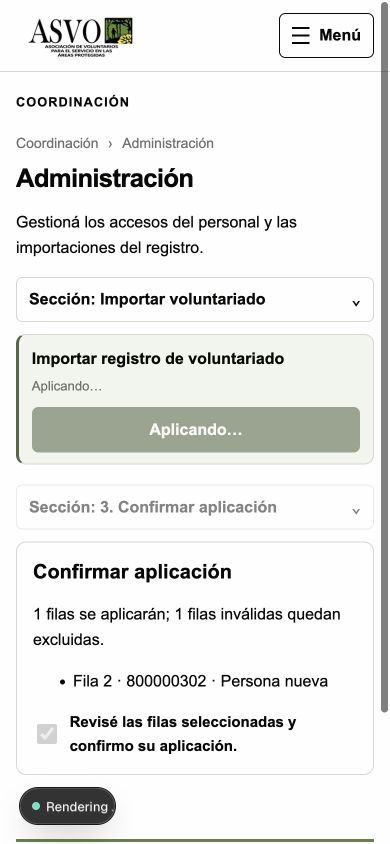 ASVO
ASOCIACIÓN DE VOLUNTARIOS
PARA EL SERVICIO EN LAS
ÁREAS PROTEGIDAS
Menú
COORDINACIÓN
Coordinación › Administración
Administración
Gestioná los accesos del personal y las
importaciones del registro.
Sección: Importar voluntariado
Importar registro de voluntariado
Aplicando…
Aplicando…
Sección: 3. Confirmar aplicación
Confirmar aplicación
1 filas se aplicarán; 1 filas inválidas quedan
excluidas.
• Fila 2 · 800000302 · Persona nueva
Revisé las filas seleccionadas y
confirmo su aplicación.
Rendering .